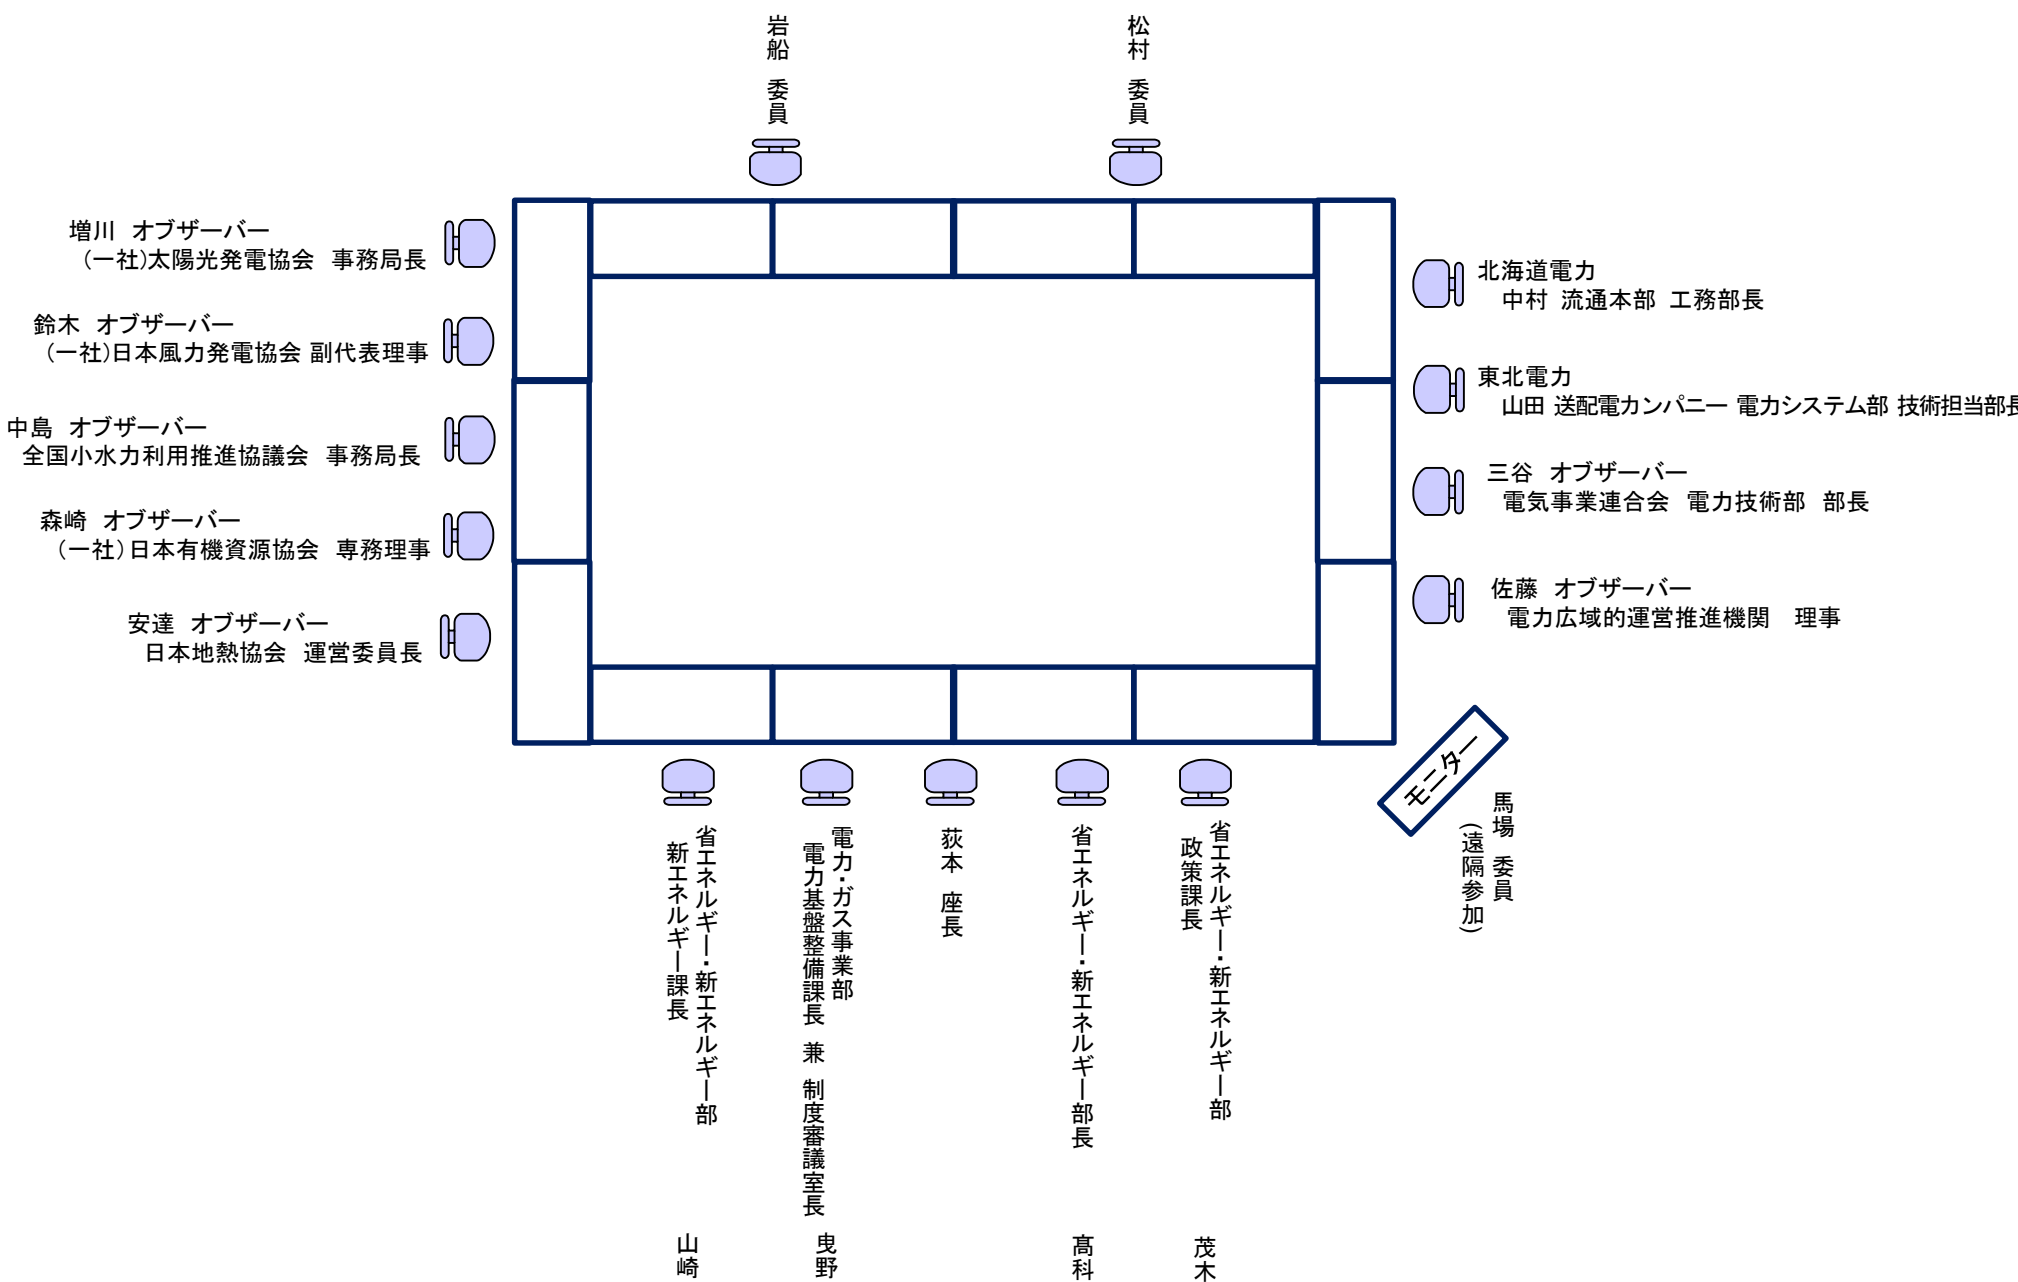 岩船 委員
松村 委員
増川 オブザーバー
(一社)太陽光発電協会 事務局長
鈴木 オブザーバー
(一社)日本風力発電協会 副代表理事
中島 オブザーバー
全国小水力利用推進協議会 事務局長
森崎 オブザーバー
(一社)日本有機資源協会 専務理事
安達 オブザーバー
日本地熱協会 運営委員長
北海道電力
中村 流通本部 工務部長
東北電力
山田 送配電カンパニー 電力システム部 技術担当部長
三谷 オブザーバー
電気事業連合会 電力技術部 部長
佐藤 オブザーバー
電力広域的運営推進機関 理事
モニター
馬場 委員
(遠隔参加)
省エネルギー・新エネルギー部
新エネルギー課長
山崎
電力・ガス事業部
電力基盤整備課長 兼 制度審議室長
曳野
荻本 座長
省エネルギー・新エネルギー部長
髙科
省エネルギー・新エネルギー部
政策課長
茂木